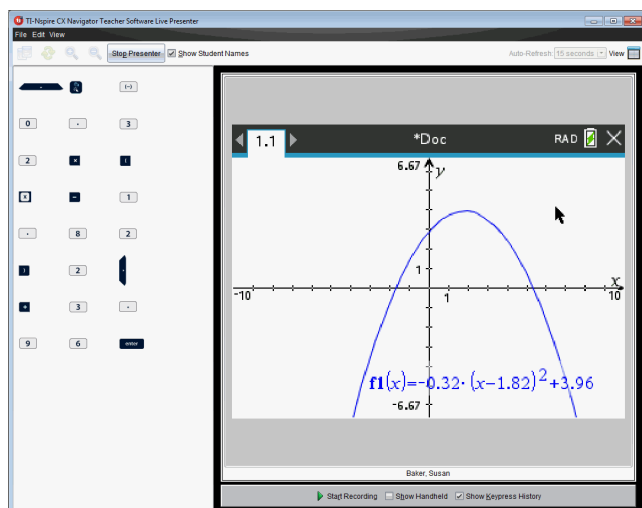 TI-Nspire CX Navigator Teacher Software Live Presenter
File Edit View
Stop Presenter Show Student Names Auto-Refresh: 15 seconds View
(-)
0 . 3
2 × (
x − 1
. 8 2
) 2
+ 3 .
9 6 enter
1.1 *Doc RAD
6.67 y
1
x
-10 1 10
f1(x)=-0.32·(x-1.82)²+3.96
-6.67
Baker, Susan
Start Recording Show Handheld Show Keypress History